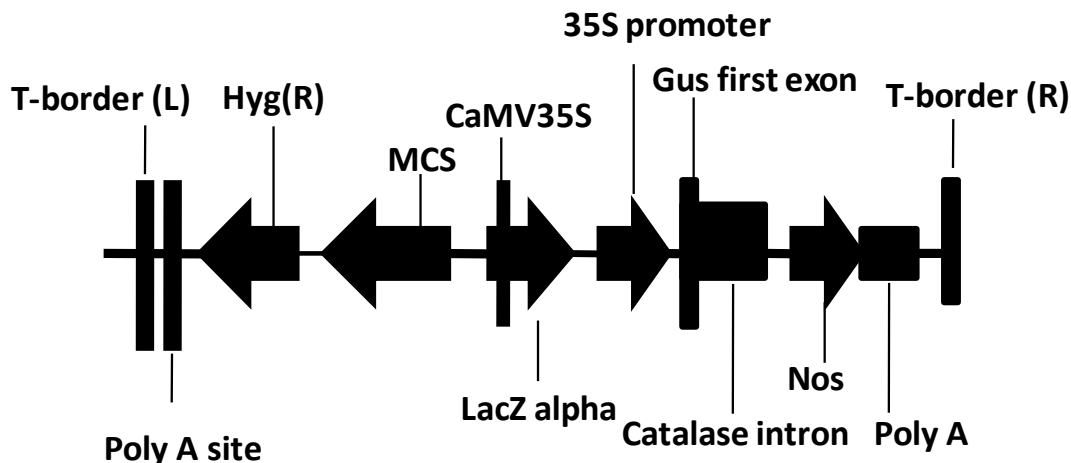 35S promoter
Gus first exon
T-border (L)
Hyg(R)
T-border (R)
CaMV35S
MCS
Nos
LacZ alpha
Catalase intron
Poly A
Poly A site